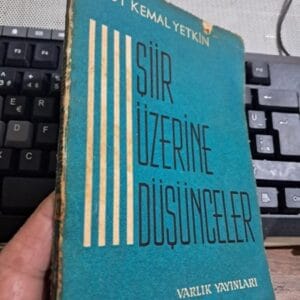 KEMAL YETKİN
ŞİİR
ÜZERİNE
DÜŞÜNCELER
VARLIK YAYINLARI